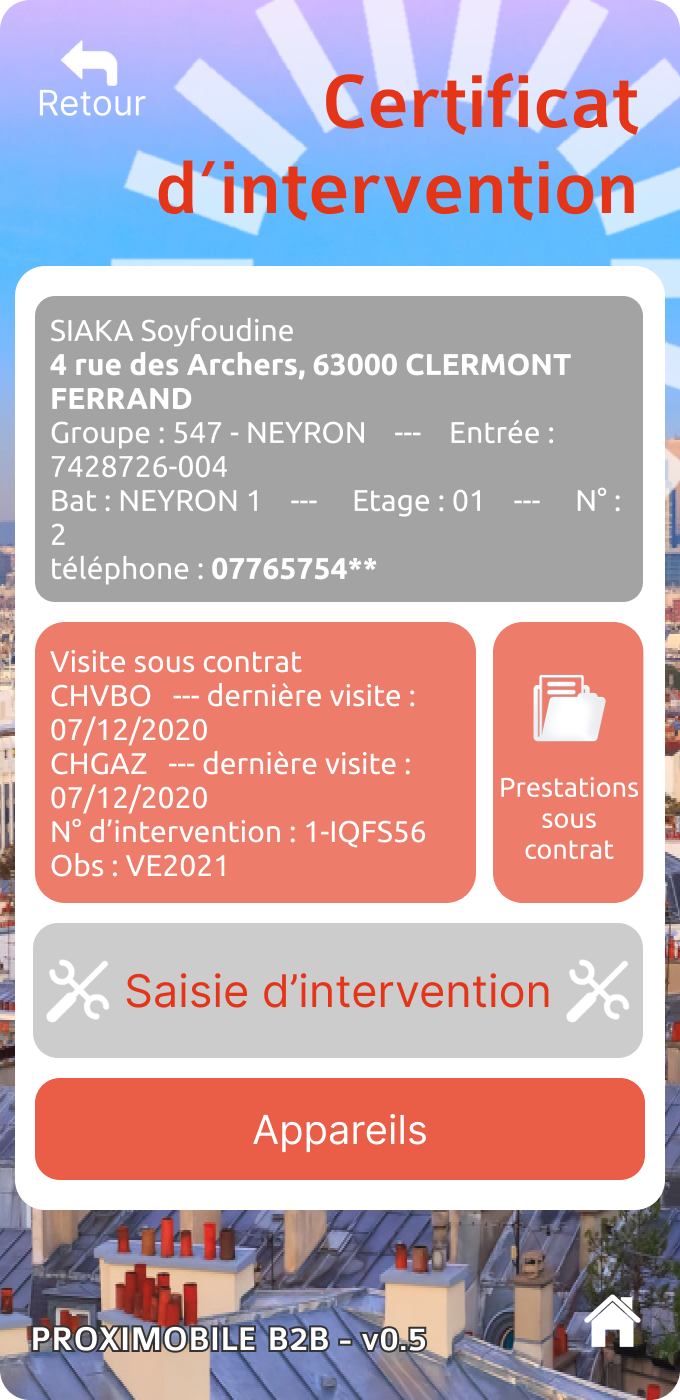 Retour
Certificat
d'intervention
SIAKA Soyfoudine
4 rue des Archers, 63000 CLERMONT
FERRAND
Groupe : 547 - NEYRON --- Entrée :
7428726-004
Bat : NEYRON 1 --- Etage : 01 --- N° :
2
téléphone : 07765754**
Visite sous contrat
CHVBO --- dernière visite :
07/12/2020
CHGAZ --- dernière visite :
07/12/2020
N° d’intervention : 1-IQFS56
Obs : VE2021
Prestations
sous
contrat
Saisie d’intervention
Appareils
PROXIMOBILE B2B - v0.5